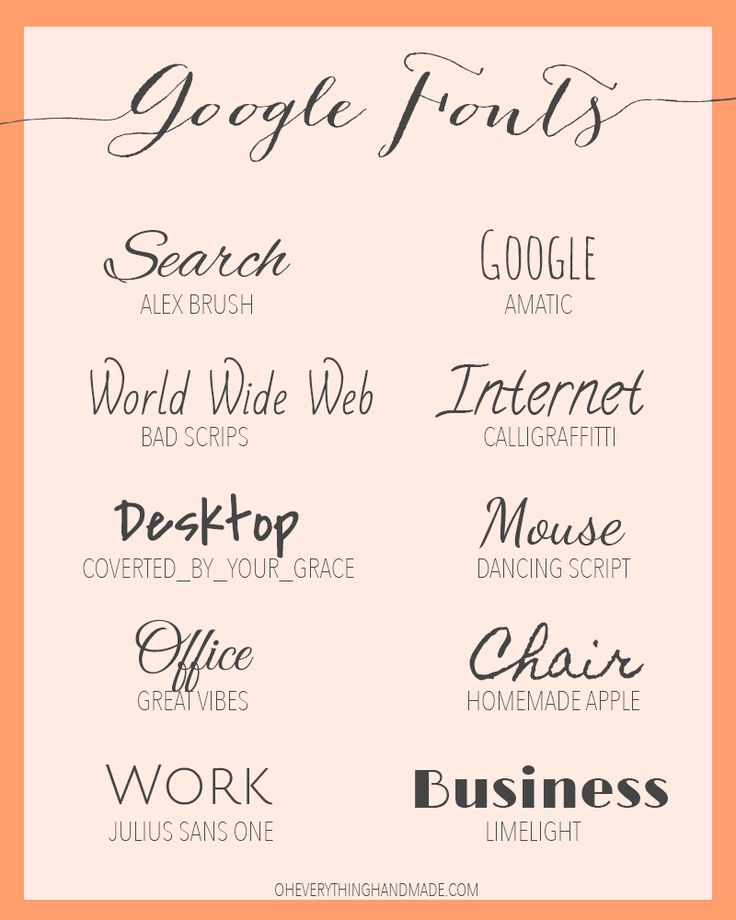 Google Fonts
Search
ALEX BRUSH
GOOGLE
AMATIC
World Wide Web
BAD SCRIPS
Internet
CALLIGRAFFITTI
Desktop
COVERTED_BY_YOUR_GRACE
Mouse
DANCING SCRIPT
Office
GREAT VIBES
Chair
HOMEMADE APPLE
WORK
JULIUS SANS ONE
Business
LIMELIGHT
OHEVERYTHINGHANDMADE.COM